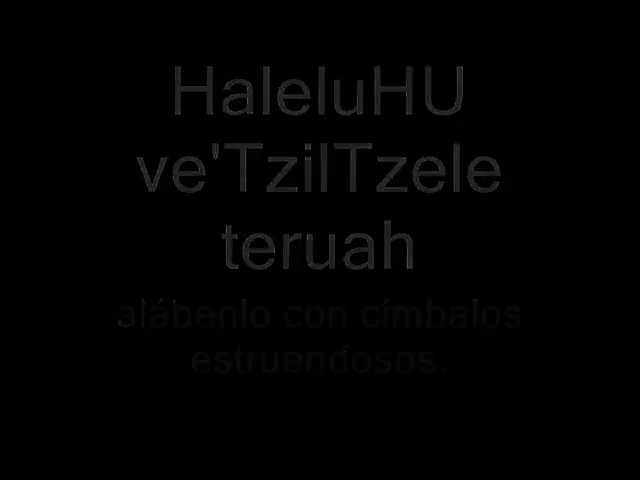 HaleluHU
ve'TzilTzele
teruah
alábenlo con címbalos
estruendosos.